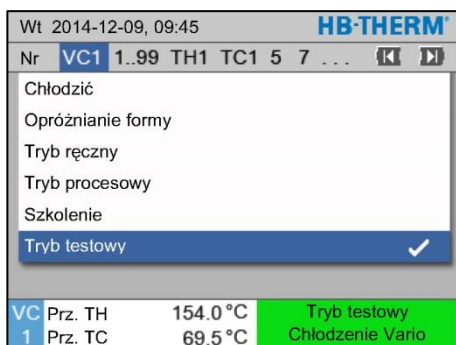 Wt 2014-12-09, 09:45 HB-THERM®
Nr VC1 1..99 TH1 TC1 5 7 ...
Chłodzić
Opróżnianie formy
Tryb ręczny
Tryb procesowy
Szkolenie
Tryb testowy
VC Prz. TH 154.0 °C Tryb testowy
1 Prz. TC 69.5 °C Chłodzenie Vario